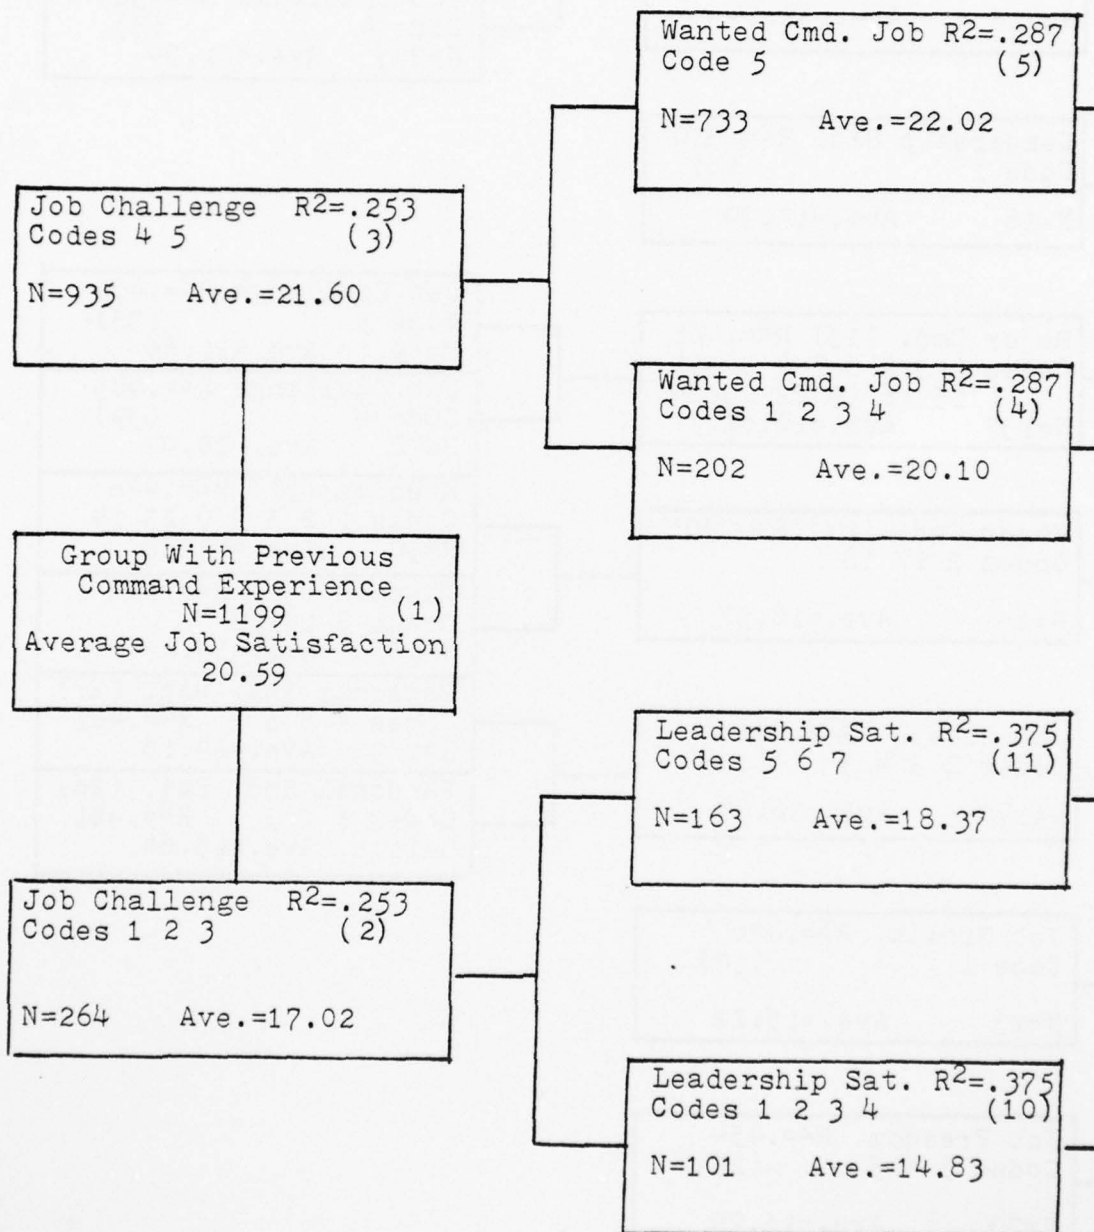 Wanted Cmd. Job R²=.287
Code 5 (5)
N=733 Ave.=22.02
Job Challenge R²=.253
Codes 4 5 (3)
N=935 Ave.=21.60
Wanted Cmd. Job R²=.287
Codes 1 2 3 4 (4)
N=202 Ave.=20.10
Group With Previous
Command Experience
N=1199 (1)
Average Job Satisfaction
20.59
Leadership Sat. R²=.375
Codes 5 6 7 (11)
N=163 Ave.=18.37
Job Challenge R²=.253
Codes 1 2 3 (2)
N=264 Ave.=17.02
Leadership Sat. R²=.375
Codes 1 2 3 4 (10)
N=101 Ave.=14.83